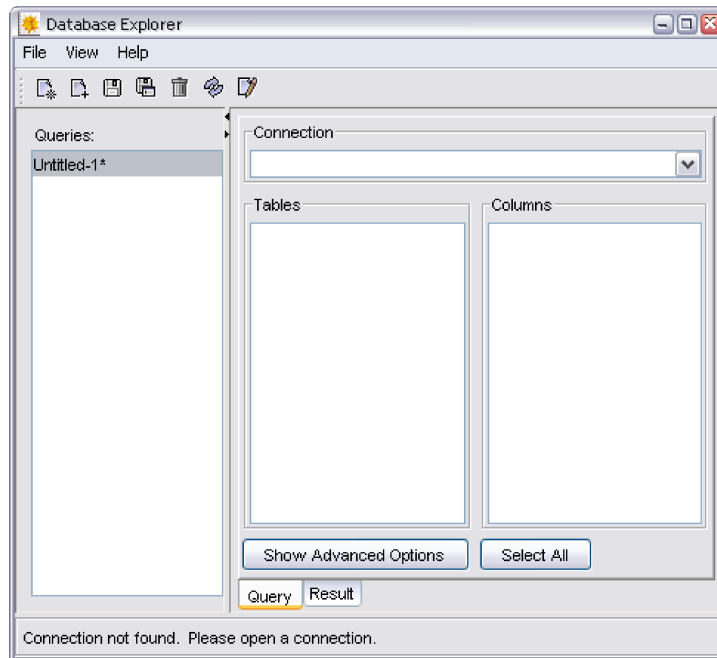 Database Explorer
File View Help
Queries:
Untitled-1*
Connection
Tables
Columns
Show Advanced Options
Select All
Query
Result
Connection not found. Please open a connection.